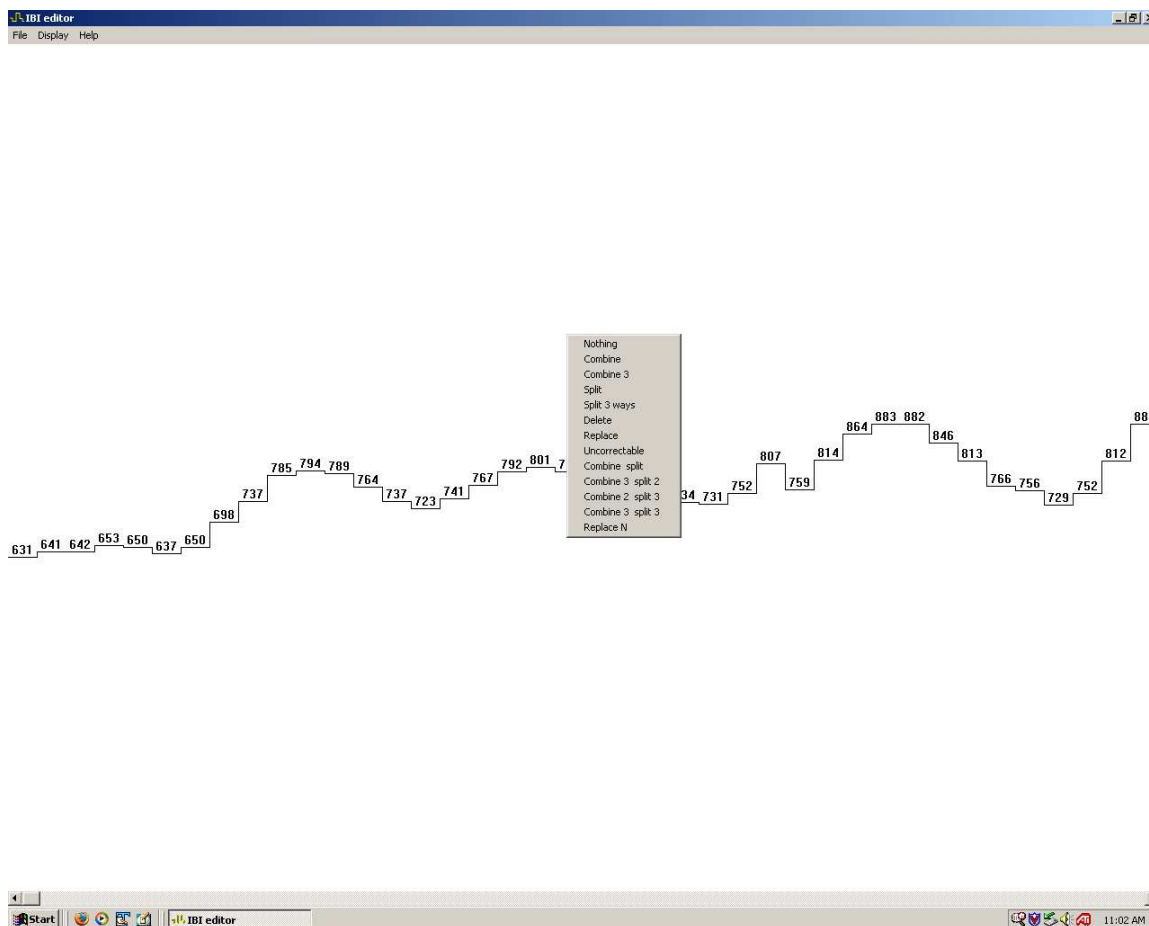 IBI editor
File Display Help
Nothing
Combine
Combine 3
Split
Split 3 ways
Delete
Replace
Uncorrectable
Combine split
Combine 3 split 2
Combine 2 split 3
Combine 3 split 3
Replace N
631 641 642 653 650 637 650 698 737 785 794 789 764 737 723 741 767 792 801 731 752 807 759 814 864 883 882 846 813 766 756 729 752 812
Start IBI editor 11:02 AM